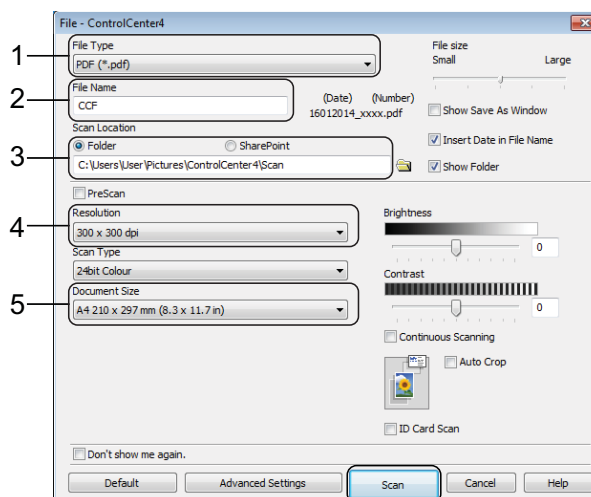 File - ControlCenter4
1
File Type
PDF (*.pdf)
File size
Small Large
2
File Name
CCF
(Date) (Number)
16012014_xxxx.pdf
Show Save As Window
Scan Location
Insert Date in File Name
3
Folder SharePoint
C:\Users\User\Pictures\ControlCenter4\Scan
Show Folder
PreScan
4
Resolution
300 x 300 dpi
Brightness
0
Scan Type
24bit Colour
Contrast
0
5
Document Size
A4 210 x 297 mm (8.3 x 11.7 in)
Continuous Scanning
Auto Crop
ID Card Scan
Don't show me again.
Default Advanced Settings Scan Cancel Help